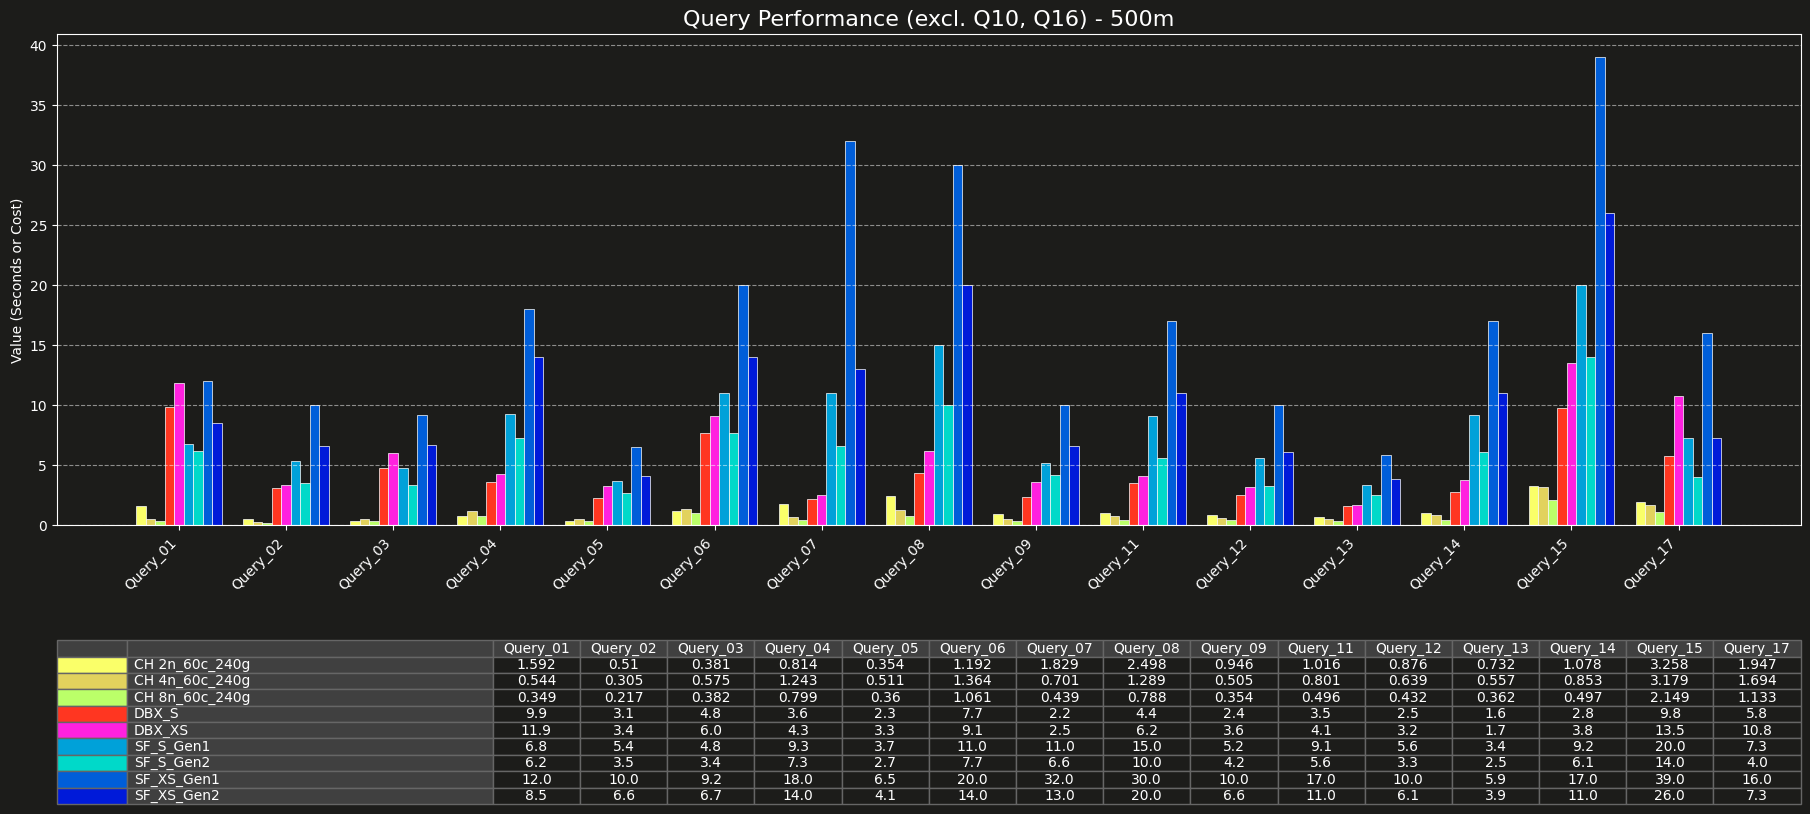 Query Performance (excl. Q10, Q16) - 500m
Value (Seconds or Cost)
40
35
30
25
20
15
10
5
0
Query_01 Query_02 Query_03 Query_04 Query_05 Query_06 Query_07 Query_08 Query_09 Query_11 Query_12 Query_13 Query_14 Query_15 Query_17
Query_01 Query_02 Query_03 Query_04 Query_05 Query_06 Query_07 Query_08 Query_09 Query_11 Query_12 Query_13 Query_14 Query_15 Query_17
CH 2n_60c_240g 1.592 0.51 0.381 0.814 0.354 1.192 1.829 2.498 0.946 1.016 0.876 0.732 1.078 3.258 1.947
CH 4n_60c_240g 0.544 0.305 0.575 1.243 0.511 1.364 0.701 1.289 0.505 0.801 0.639 0.557 0.853 3.179 1.694
CH 8n_60c_240g 0.349 0.217 0.382 0.799 0.36 1.061 0.439 0.788 0.354 0.496 0.432 0.362 0.497 2.149 1.133
DBX_S 9.9 3.1 4.8 3.6 2.3 7.7 2.2 4.4 2.4 3.5 2.5 1.6 2.8 9.8 5.8
DBX_XS 11.9 3.4 6.0 4.3 3.3 9.1 2.5 6.2 3.6 4.1 3.2 1.7 3.8 13.5 10.8
SF_S_Gen1 6.8 5.4 4.8 9.3 3.7 11.0 11.0 15.0 5.2 9.1 5.6 3.4 9.2 20.0 7.3
SF_S_Gen2 6.2 3.5 3.4 7.3 2.7 7.7 6.6 10.0 4.2 5.6 3.3 2.5 6.1 14.0 4.0
SF_XS_Gen1 12.0 10.0 9.2 18.0 6.5 20.0 32.0 30.0 10.0 17.0 10.0 5.9 17.0 39.0 16.0
SF_XS_Gen2 8.5 6.6 6.7 14.0 4.1 14.0 13.0 20.0 6.6 11.0 6.1 3.9 11.0 26.0 7.3